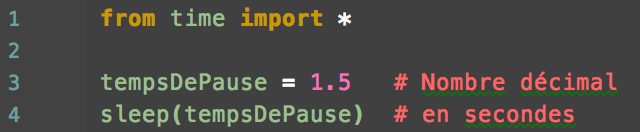 1 from time import *
2
3 tempsDePause = 1.5 # Nombre décimal
4 sleep(tempsDePause) # en secondes